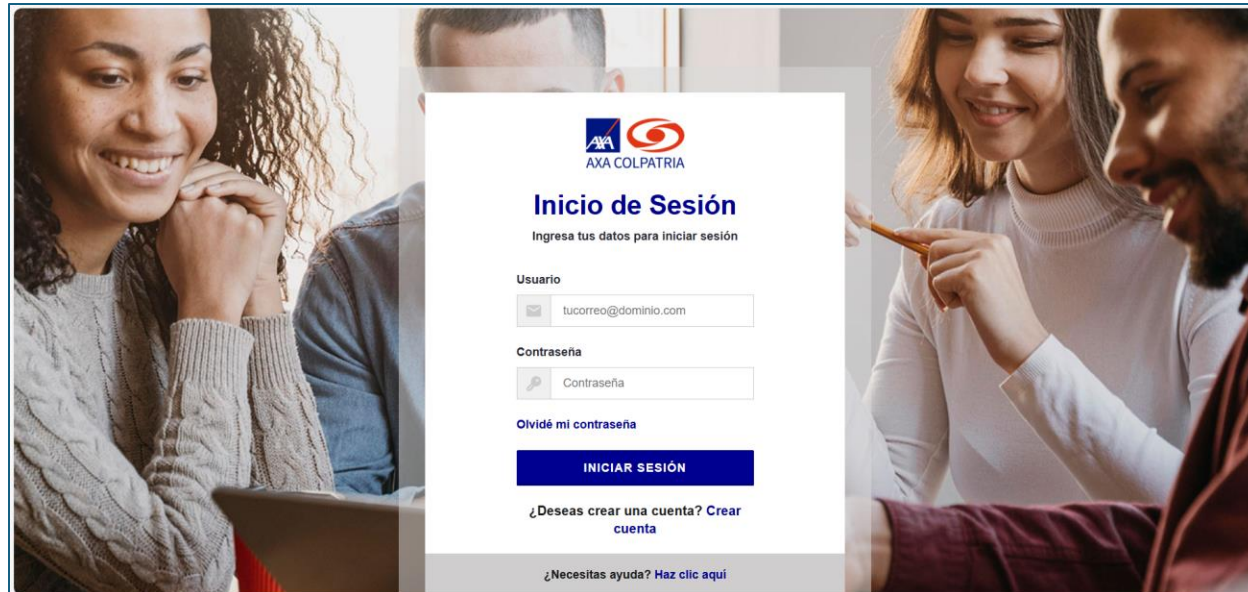 AXA
AXA COLPATRIA
Inicio de Sesión
Ingresa tus datos para iniciar sesión
Usuario
tucorreo@dominio.com
Contraseña
Contraseña
Olvidé mi contraseña
INICIAR SESIÓN
¿Deseas crear una cuenta? Crear
cuenta
¿Necesitas ayuda? Haz clic aquí